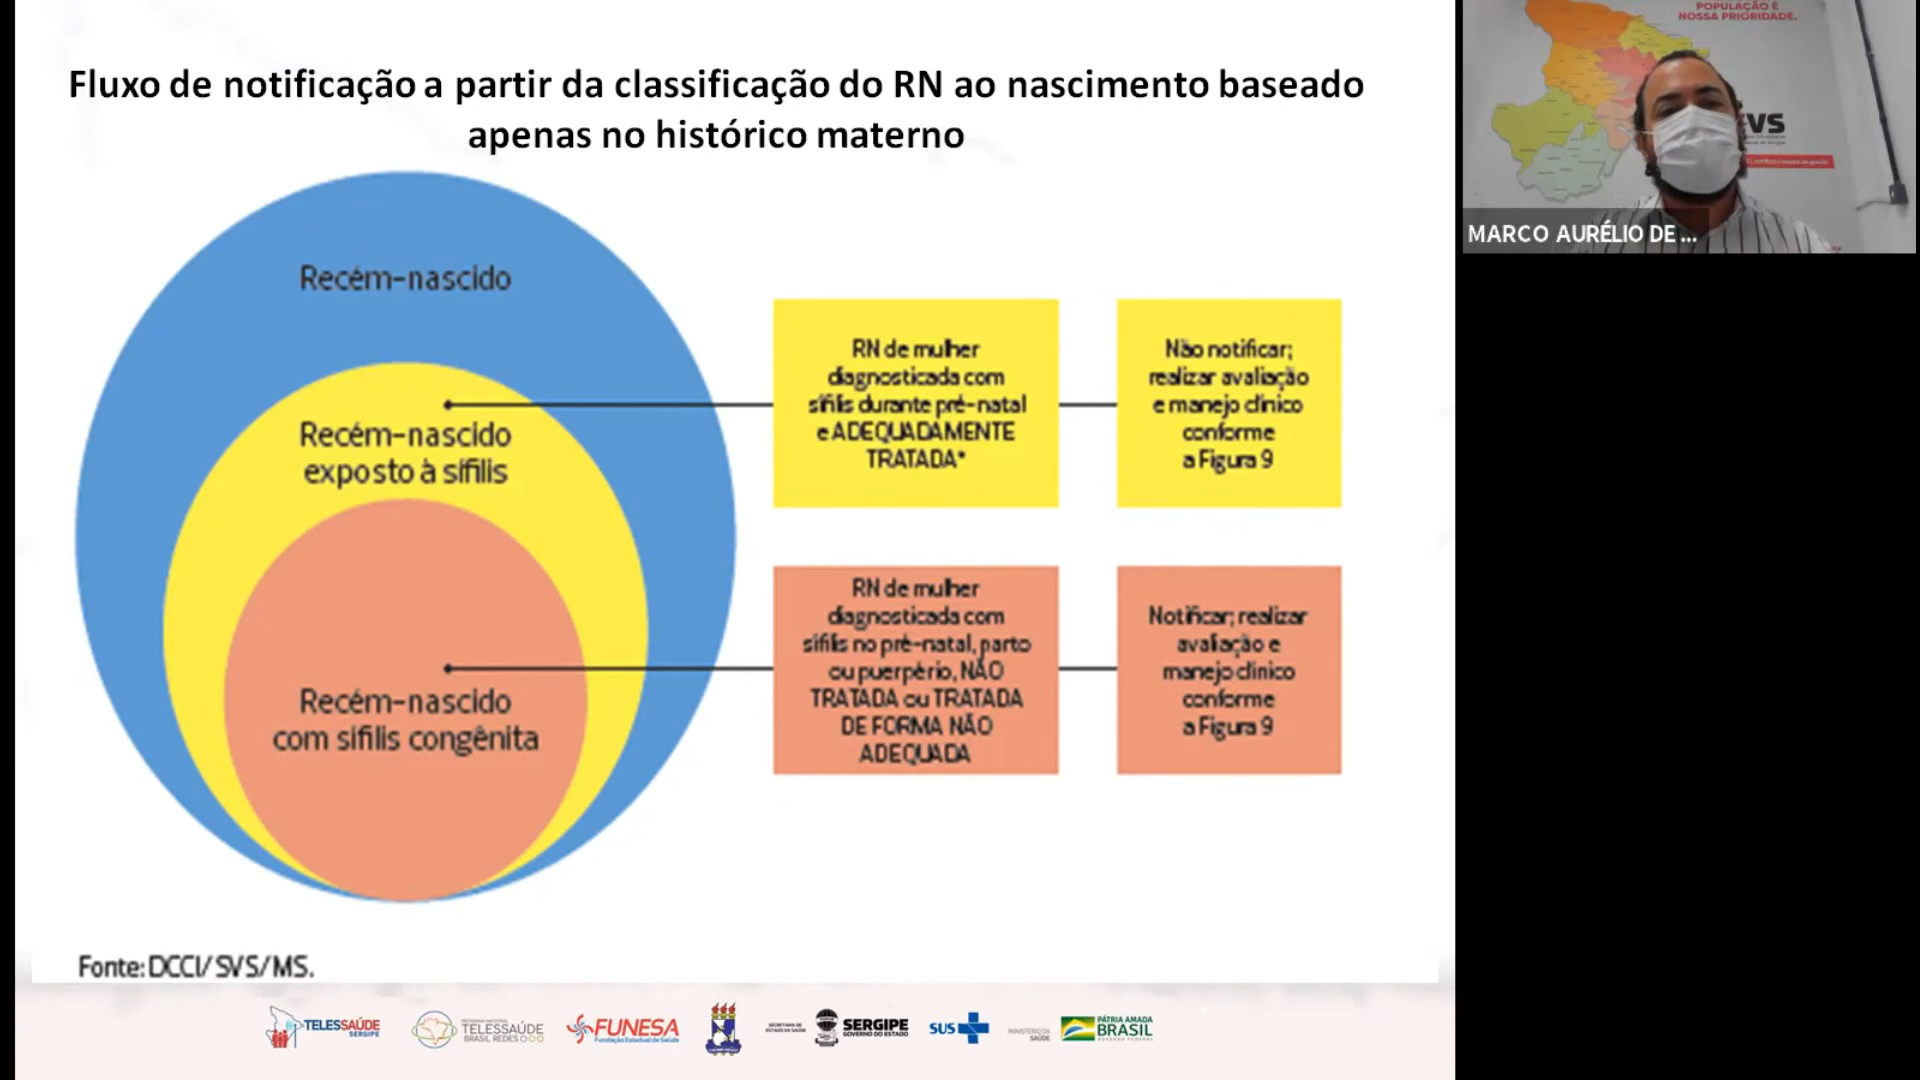 Fluxo de notificação a partir da classificação do RN ao nascimento baseado
apenas no histórico materno
Recém-nascido
Recém-nascido
exposto à sífilis
Recém-nascido
com sífilis congênita
RN de mulher
diagnosticada com
sífilis durante pré-natal
e ADEQUADAMENTE
TRATADA*
Não notificar;
realizar avaliação
e manejo clínico
conforme
a Figura 9
RN de mulher
diagnosticada com
sífilis no pré-natal, parto
ou puerpério, NÃO
TRATADA ou TRATADA
DE FORMA NÃO
ADEQUADA
Notificar; realizar
avaliação e
manejo clínico
conforme
a Figura 9
Fonte: DCCI/SVS/MS.
TELESSAÚDE
SERGIPE
PROGRAMA NACIONAL
TELESSAÚDE
BRASIL REDES
FUNESA
Fundação Estadual de Saúde
SECRETARIA DE
ESTADO DA SAÚDE
SERGIPE
GOVERNO DO ESTADO
SUS
MINISTÉRIO DA
SAÚDE
PÁTRIA AMADA
BRASIL
GOVERNO FEDERAL
POPULAÇÃO É
NOSSA PRIORIDADE.
VS
MARCO AURÉLIO DE ...